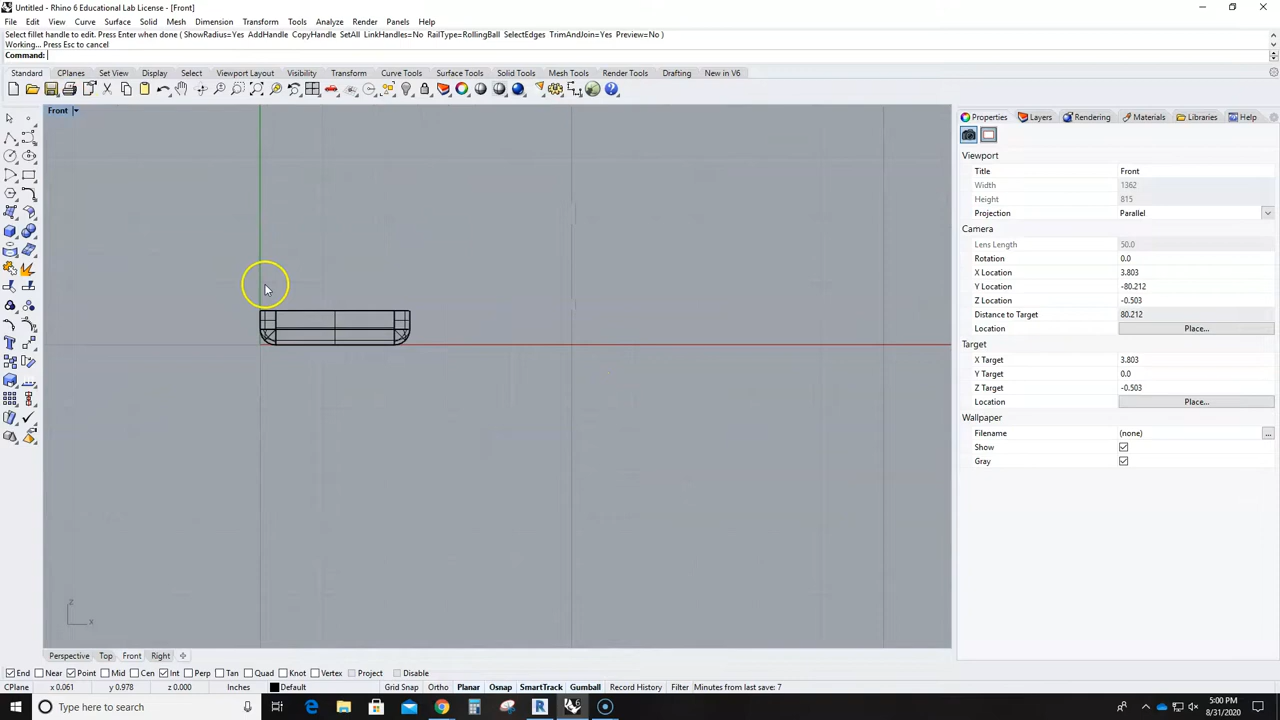 Untitled - Rhino 6 Educational Lab License - [Front]
File Edit View Curve Surface Solid Mesh Dimension Transform Tools Analyze Render Panels Help
Select fillet handle to edit. Press Enter when done ( ShowRadius=Yes AddHandle CopyHandle SetAll LinkHandles=No RailType=RollingBall SelectEdges TrimAndJoin=Yes Preview=No )
Working... Press Esc to cancel
Command:
Standard CPlanes Set View Display Select Viewport Layout Visibility Transform Curve Tools Surface Tools Solid Tools Mesh Tools Render Tools Drafting New in V6
Front
Properties Layers Rendering Materials Libraries Help
Viewport
Title Front
Width 1362
Height 815
Projection Parallel
Camera
Lens Length 50.0
Rotation 0.0
X Location 3.803
Y Location -80.212
Z Location -0.503
Distance to Target 80.212
Location Place...
Target
X Target 3.803
Y Target 0.0
Z Target -0.503
Location Place...
Wallpaper
Filename (none) ...
Show
Gray
z
x
Perspective Top Front Right
End Near Point Mid Cen Int Perp Tan Quad Knot Vertex Project Disable
CPlane x 0.061 y 0.978 z 0.000 Inches Default Grid Snap Ortho Planar Osnap SmartTrack Gumball Record History Filter Minutes from last save: 7
Type here to search
5:00 PM
8/31/2020